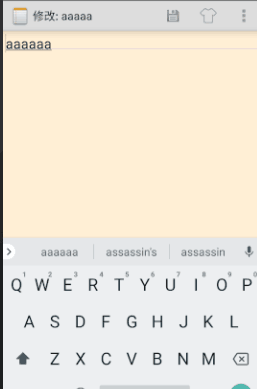 修改: aaaaa
aaaaaa
aaaaaa assassin's assassin
1 2 3 4 5 6 7 8 9 0
Q W E R T Y U I O P
A S D F G H J K L
Z X C V B N M